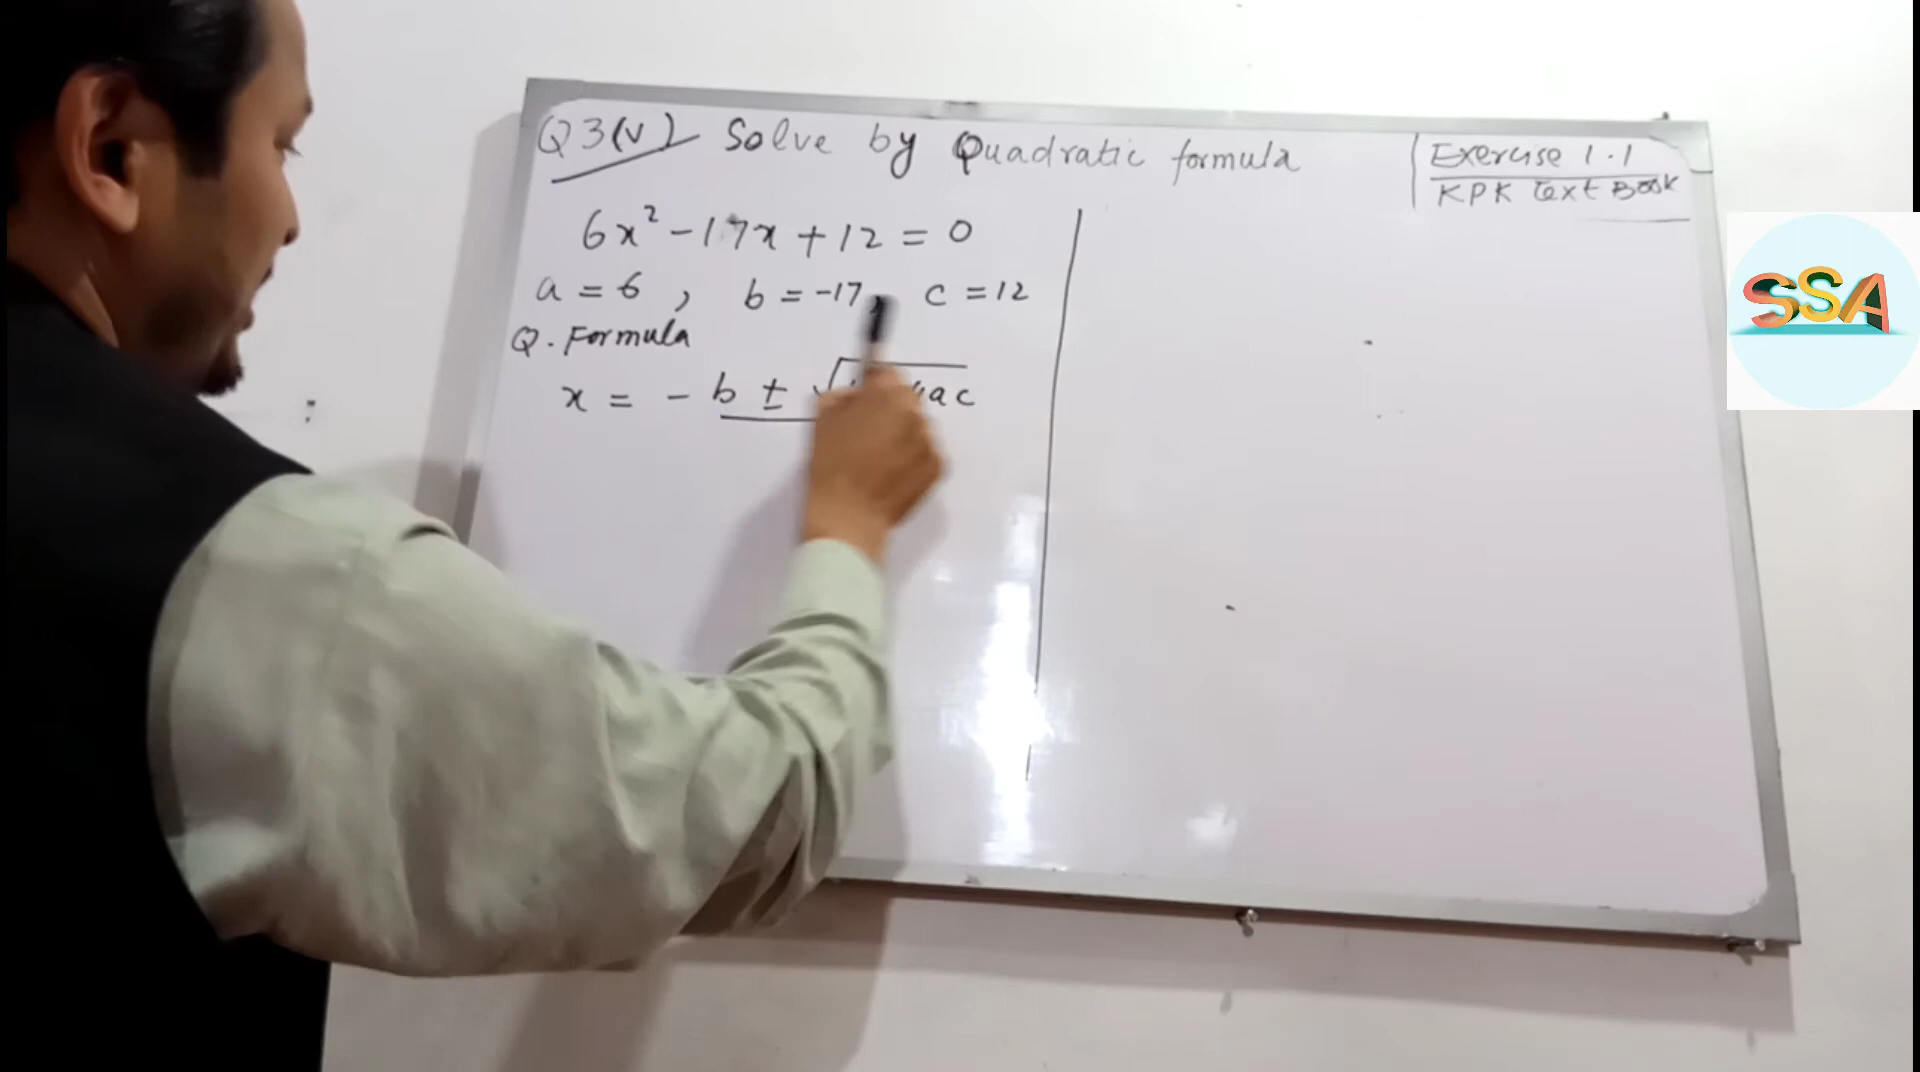 Q3(v) Solve by Quadratic formula
Exercise 1.1
KPK Text Book
6x² - 17x + 12 = 0
a = 6 , b = -17, c = 12
Q. Formula
x = - b ± √ 4ac
SSA